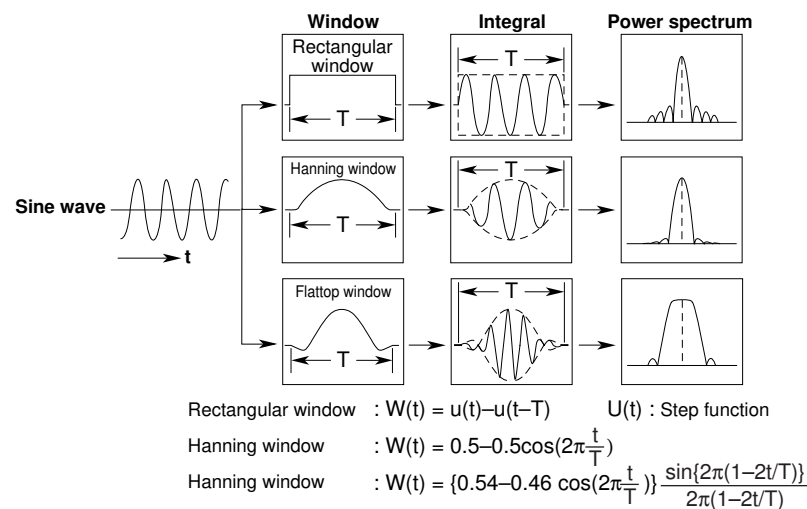 Window Integral Power spectrum
Rectangular
window
T
T
Hanning window
T
T
Sine wave
t
Flattop window
T
T
Rectangular window : W(t) = u(t)–u(t–T) U(t) : Step function
Hanning window : W(t) = 0.5–0.5cos(2π t/T)
Hanning window : W(t) = {0.54–0.46 cos(2π t/T )} sin{2π(1–2t/T)}/2π(1–2t/T)